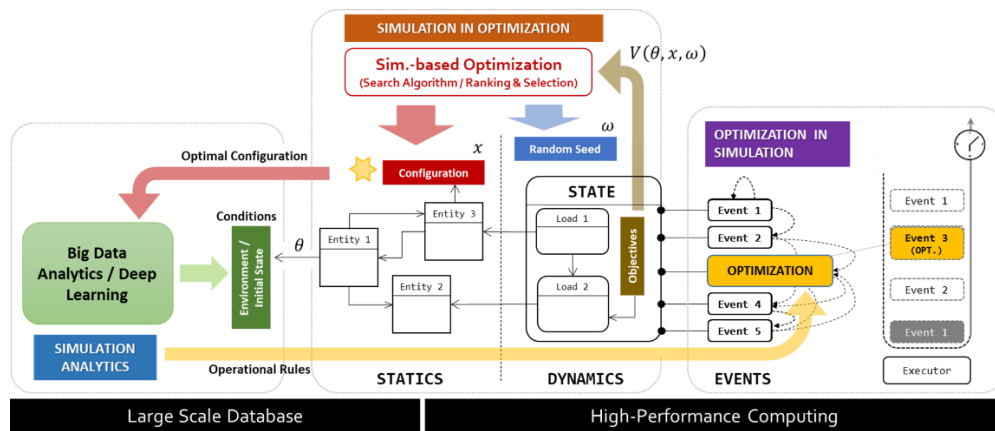 SIMULATION IN OPTIMIZATION
Sim.-based Optimization
(Search Algorithm / Ranking & Selection)
V(θ, x, ω)
Optimal Configuration
x
Configuration
ω
Random Seed
OPTIMIZATION IN
SIMULATION
Big Data
Analytics / Deep
Learning
Conditions
Environment /
Initial State
θ
Entity 1
Entity 3
Entity 2
STATE
Load 1
Load 2
Objectives
Event 1
Event 2
OPTIMIZATION
Event 4
Event 5
Event 1
Event 3
(OPT.)
Event 2
Event 1
Executor
SIMULATION
ANALYTICS
Operational Rules
STATICS
DYNAMICS
EVENTS
Large Scale Database
High-Performance Computing